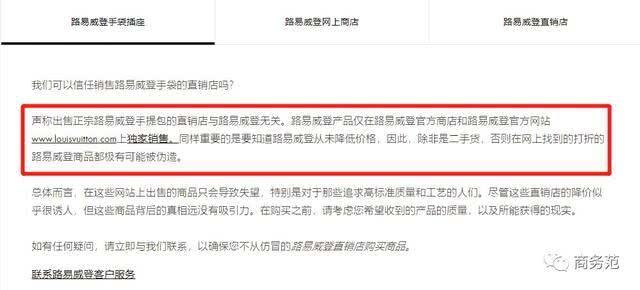 路易威登手袋插座 路易威登网上商店 路易威登直销店
我们可以信任销售路易威登手袋的直销店吗?
声称出售正宗路易威登手提包的直销店与路易威登无关。路易威登产品仅在路易威登官方商店和路易威登官方网站
www.louisvuitton.com上独家销售。同样重要的是要知道路易威登从未降低价格,因此,除非是二手货,否则在网上找到的打折的
路易威登商品都极有可能被伪造。
总体而言,在这些网站上出售的商品只会导致失望,特别是对于那些追求高标准质量和工艺的人们。尽管这些直销店的降价似
乎很诱人,但这些商品背后的真相远没有吸引力。在购买之前,请考虑您希望收到的产品的质量,以及所能获得的现实。
如有任何疑问,请立即与我们联系,以确保您不从仿冒的路易威登直销店购买商品。
联系路易威登客户服务
商务范